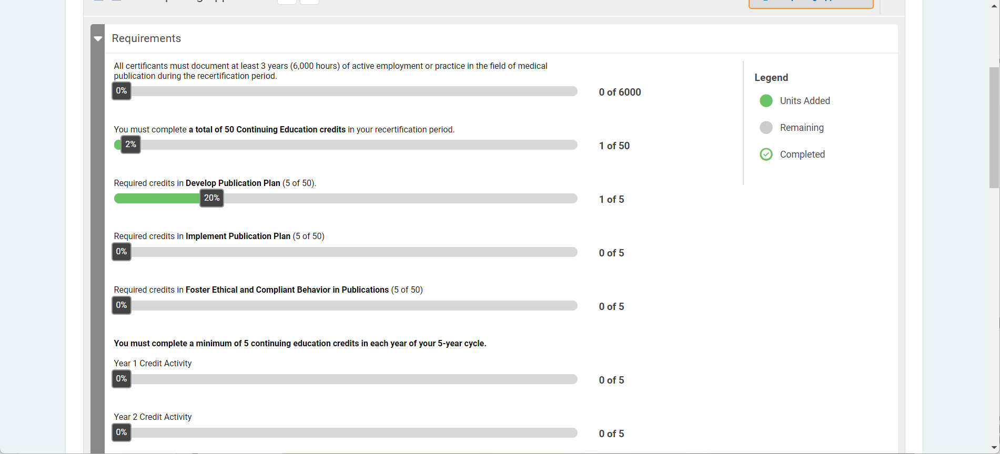 Requirements
All certificants must document at least 3 years (6,000 hours) of active employment or practice in the field of medical
publication during the recertification period.
0%
0 of 6000
You must complete a total of 50 Continuing Education credits in your recertification period.
2%
1 of 50
Required credits in Develop Publication Plan (5 of 50).
20%
1 of 5
Required credits in Implement Publication Plan (5 of 50)
0%
0 of 5
Required credits in Foster Ethical and Compliant Behavior in Publications (5 of 50)
0%
0 of 5
You must complete a minimum of 5 continuing education credits in each year of your 5-year cycle.
Year 1 Credit Activity
0%
0 of 5
Year 2 Credit Activity
0%
0 of 5
Legend
Units Added
Remaining
Completed